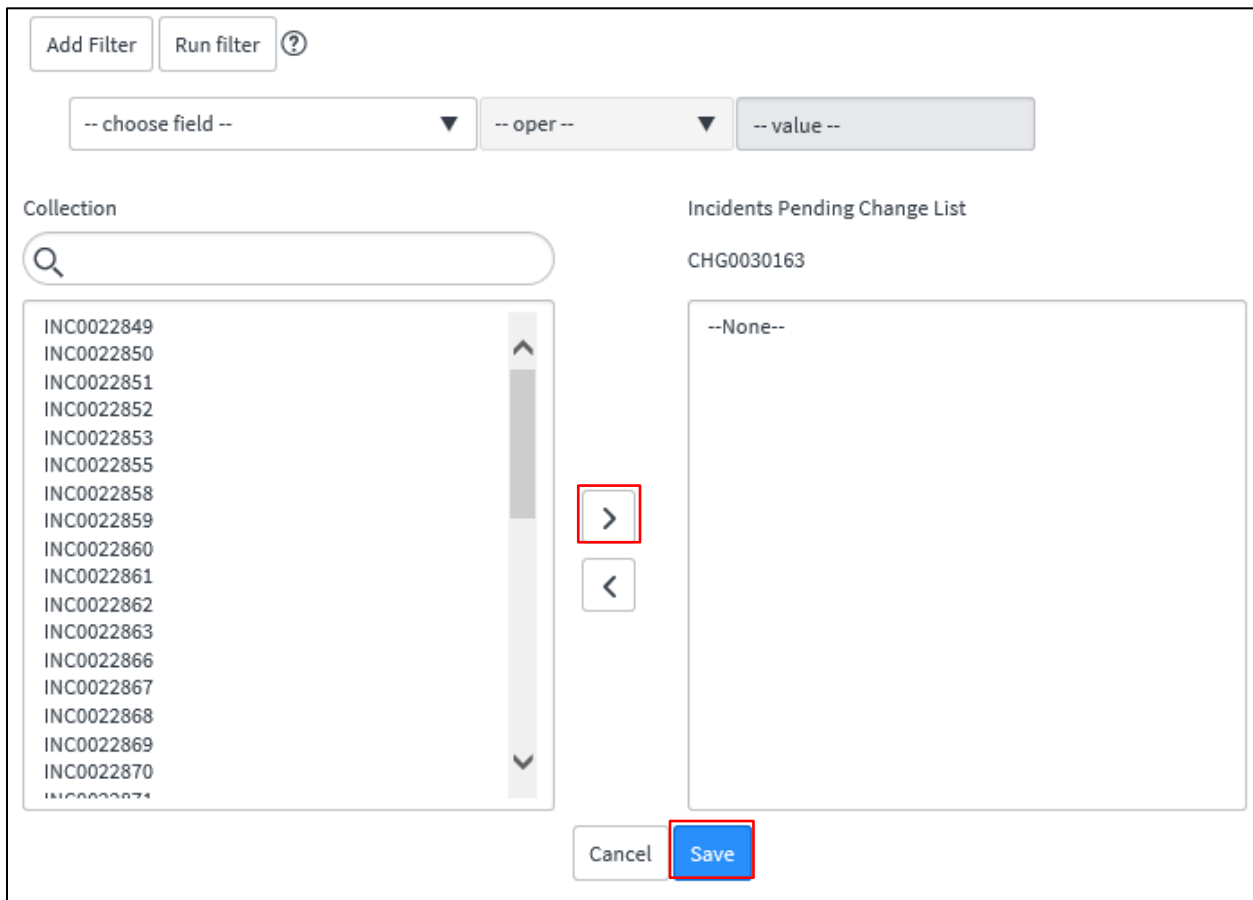 Add Filter Run filter ?
-- choose field -- -- oper -- -- value --
Collection
INC0022849
INC0022850
INC0022851
INC0022852
INC0022853
INC0022855
INC0022858
INC0022859
INC0022860
INC0022861
INC0022862
INC0022863
INC0022866
INC0022867
INC0022868
INC0022869
INC0022870
Incidents Pending Change List
CHG0030163
--None--
Cancel Save